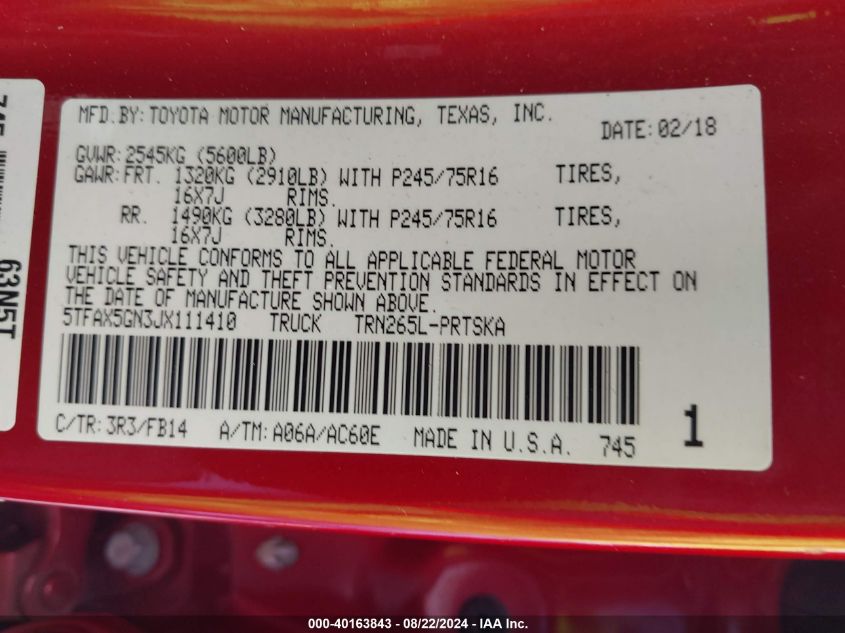 MFD.BY:TOYOTA MOTOR MANUFACTURING, TEXAS, INC.
DATE:02/18
GVWR:2545KG (5600LB)
GAWR:FRT. 1320KG (2910LB) WITH P245/75R16 TIRES,
16X7J RIMS.
RR. 1490KG (3280LB) WITH P245/75R16 TIRES,
16X7J RIMS.
THIS VEHICLE CONFORMS TO ALL APPLICABLE FEDERAL MOTOR
VEHICLE SAFETY AND THEFT PREVENTION STANDARDS IN EFFECT ON
THE DATE OF MANUFACTURE SHOWN ABOVE.
5TFAX5GN3JX111410 TRUCK TRN265L-PRTSKA
C/TR:3R3/FB14 A/TM:A06A/AC60E MADE IN U.S.A. 745
1
745
63N5T
000-40163843 - 08/22/2024 - IAA Inc.